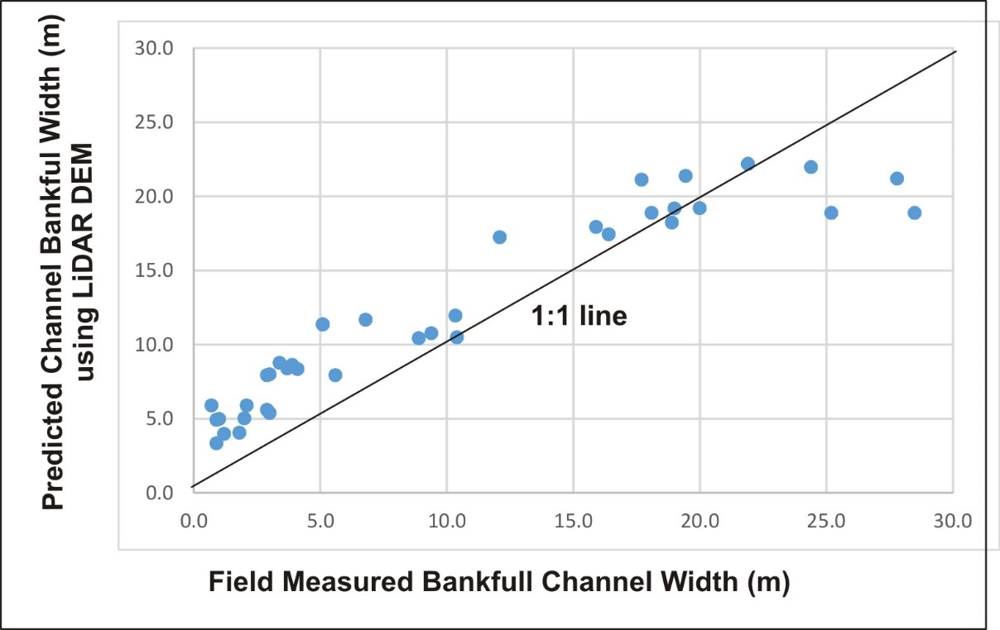 Predicted Channel Bankful Width (m)
using LiDAR DEM
30.0
25.0
20.0
15.0
10.0
5.0
0.0
1:1 line
0.0 5.0 10.0 15.0 20.0 25.0 30.0
Field Measured Bankfull Channel Width (m)